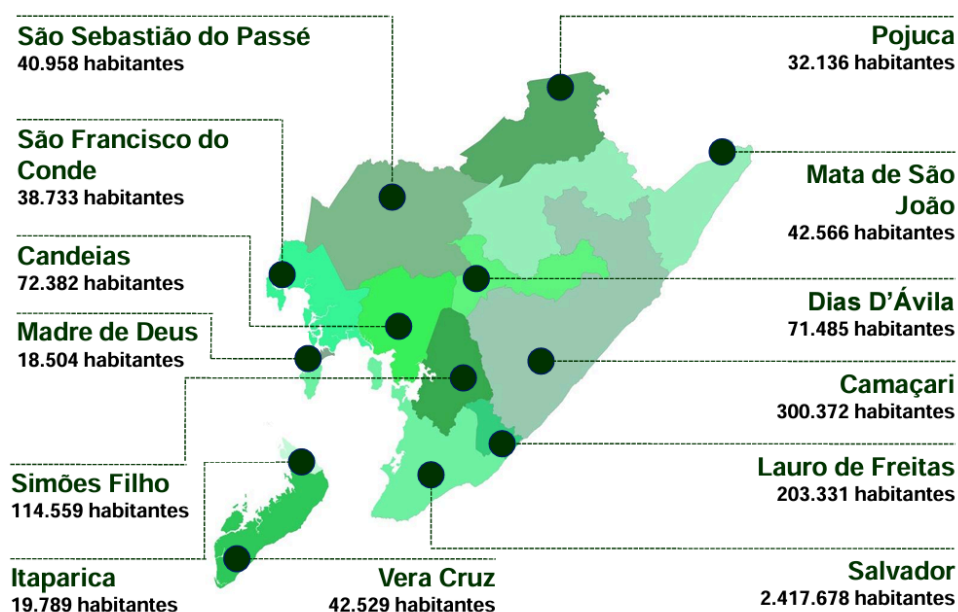 São Sebastião do Passé
40.958 habitantes
São Francisco do
Conde
38.733 habitantes
Candeias
72.382 habitantes
Madre de Deus
18.504 habitantes
Simões Filho
114.559 habitantes
Itaparica
19.789 habitantes
Vera Cruz
42.529 habitantes
Pojuca
32.136 habitantes
Mata de São
João
42.566 habitantes
Dias D’Ávila
71.485 habitantes
Camaçari
300.372 habitantes
Lauro de Freitas
203.331 habitantes
Salvador
2.417.678 habitantes